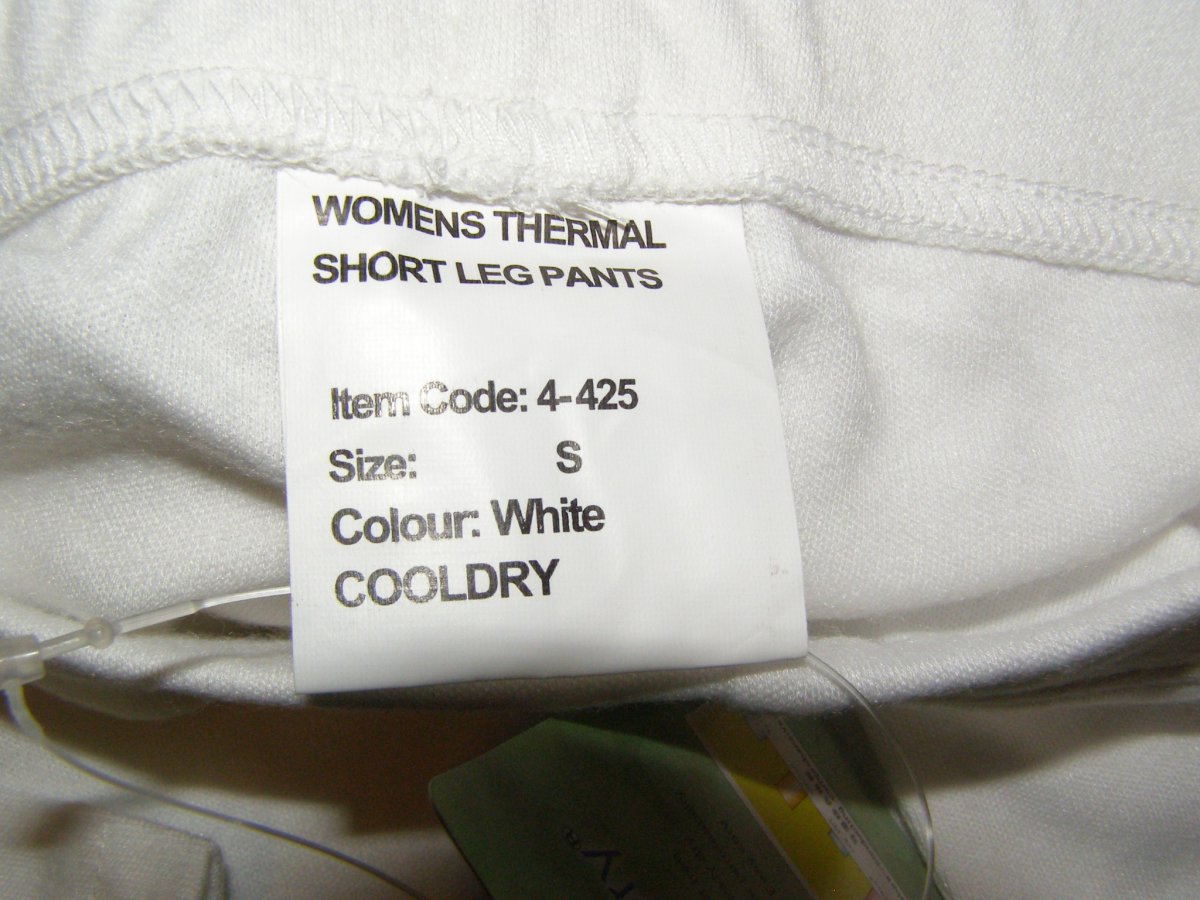 WOMENS THERMAL
SHORT LEG PANTS
Item Code: 4-425
Size: S
Colour: White
COOLDRY